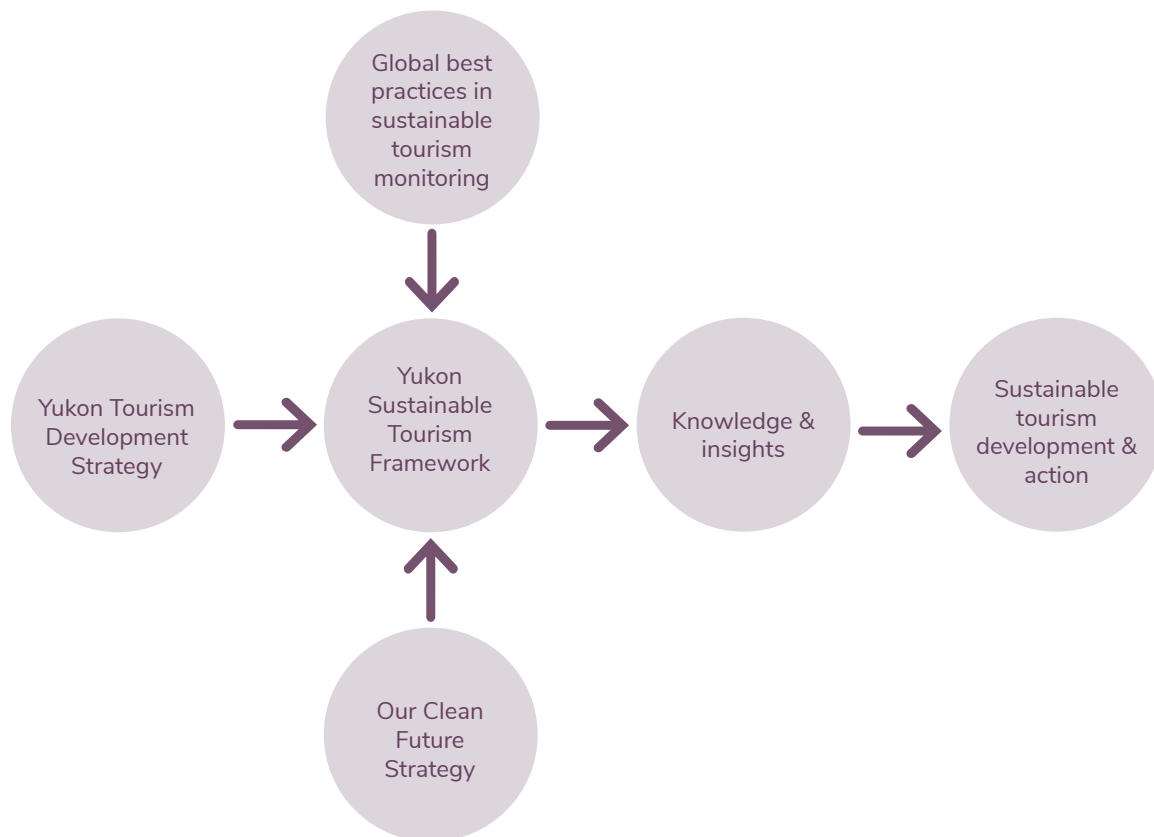 Global best
practices in
sustainable
tourism
monitoring
Yukon Tourism
Development
Strategy
Yukon
Sustainable
Tourism
Framework
Knowledge &
insights
Sustainable
tourism
development &
action
Our Clean
Future
Strategy